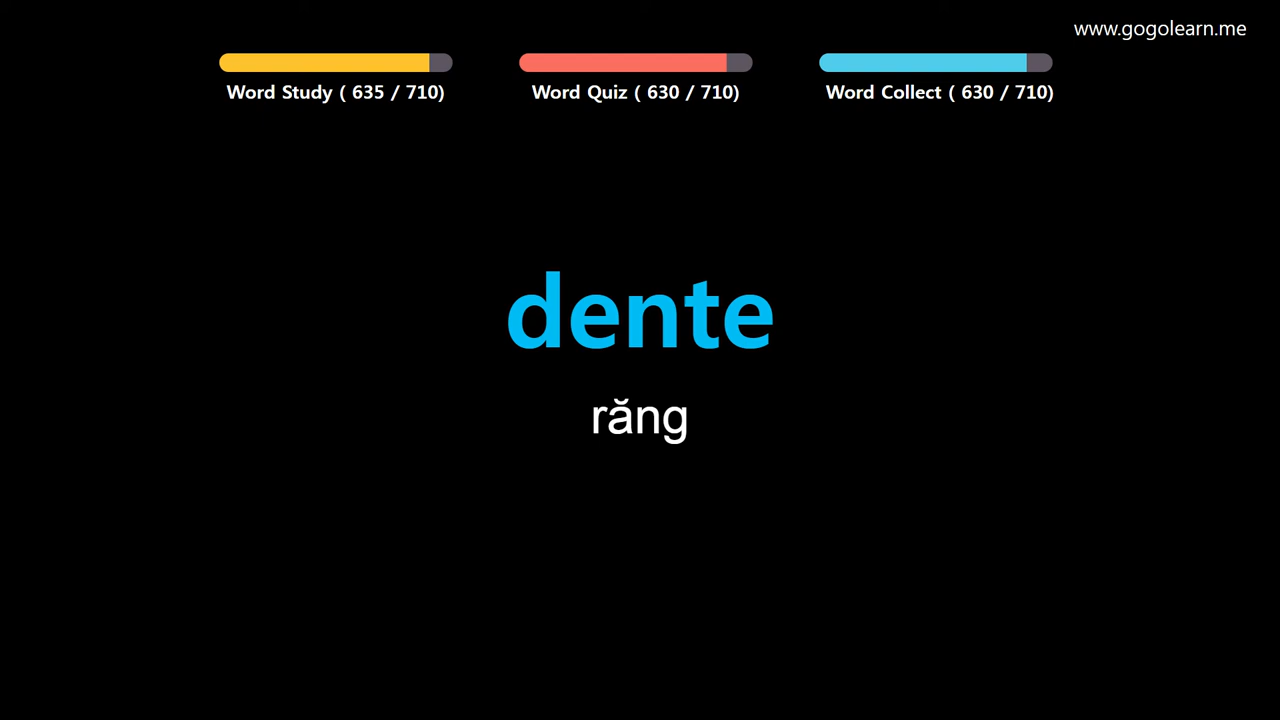 www.gogolearn.me
Word Study ( 635 / 710)
Word Quiz ( 630 / 710)
Word Collect ( 630 / 710)
dente
răng